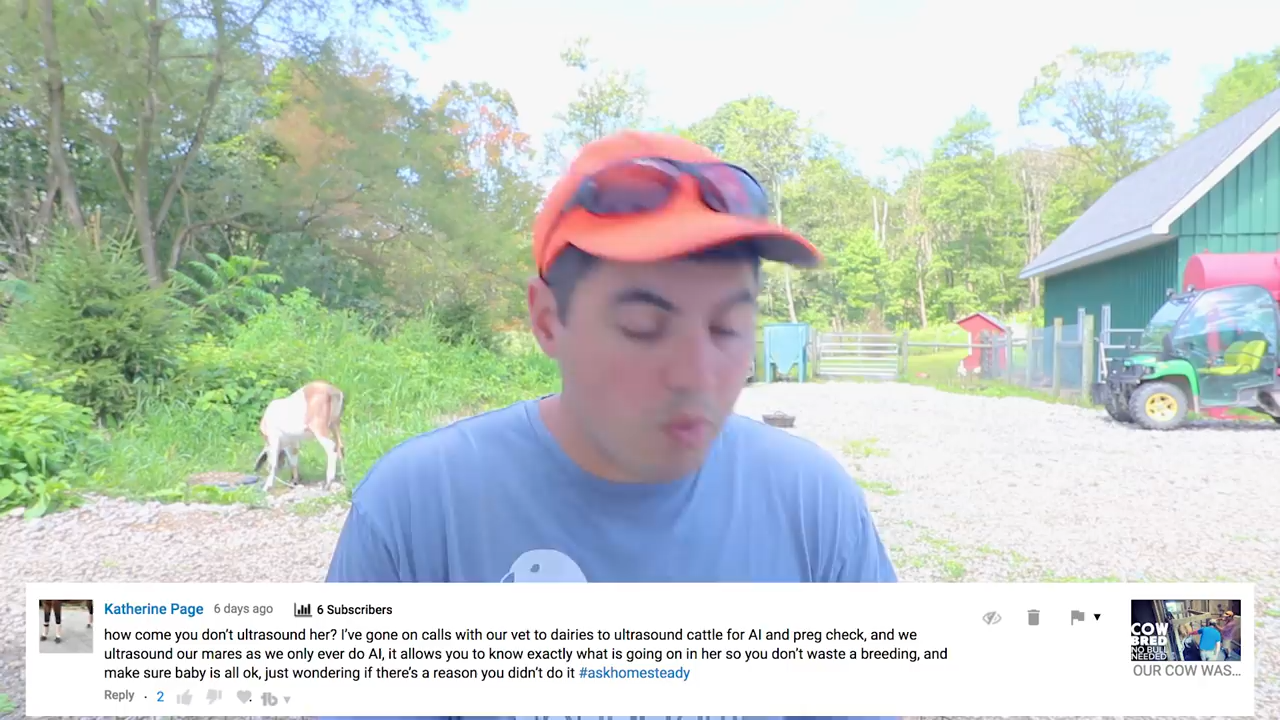 Katherine Page 6 days ago 6 Subscribers
how come you don't ultrasound her? I've gone on calls with our vet to dairies to ultrasound cattle for AI and preg check, and we
ultrasound our mares as we only ever do AI, it allows you to know exactly what is going on in her so you don't waste a breeding, and
make sure baby is all ok, just wondering if there's a reason you didn't do it #askhomesteady
Reply · 2
COW
BRED
NO BULL
NEEDED
OUR COW WAS...